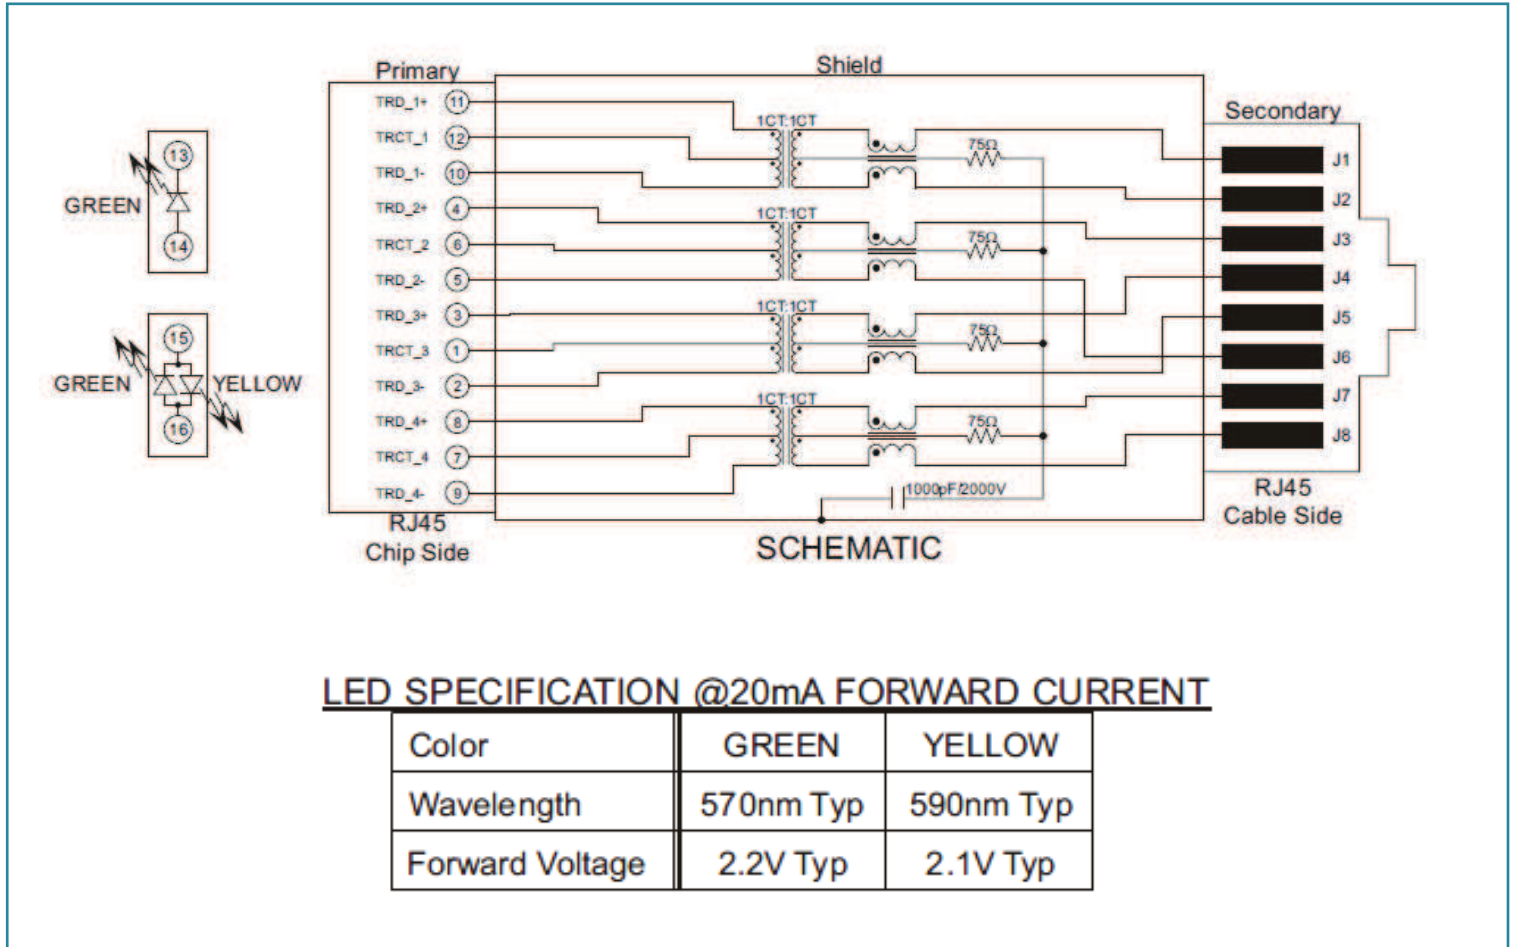 Primary
Shield
Secondary
TRD_1+ 11
TRCT_1 12
TRD_1- 10
TRD_2+ 4
TRCT_2 6
TRD_2- 5
TRD_3+ 3
TRCT_3 1
TRD_3- 2
TRD_4+ 8
TRCT_4 7
TRD_4- 9
RJ45
Chip Side
13
GREEN
14
15
GREEN YELLOW
16
1CT:1CT
75Ω
1CT:1CT
75Ω
1CT:1CT
75Ω
1CT:1CT
75Ω
1000pF/2000V
J1
J2
J3
J4
J5
J6
J7
J8
RJ45
Cable Side
SCHEMATIC
LED SPECIFICATION @20mA FORWARD CURRENT
Color GREEN YELLOW
Wavelength 570nm Typ 590nm Typ
Forward Voltage 2.2V Typ 2.1V Typ